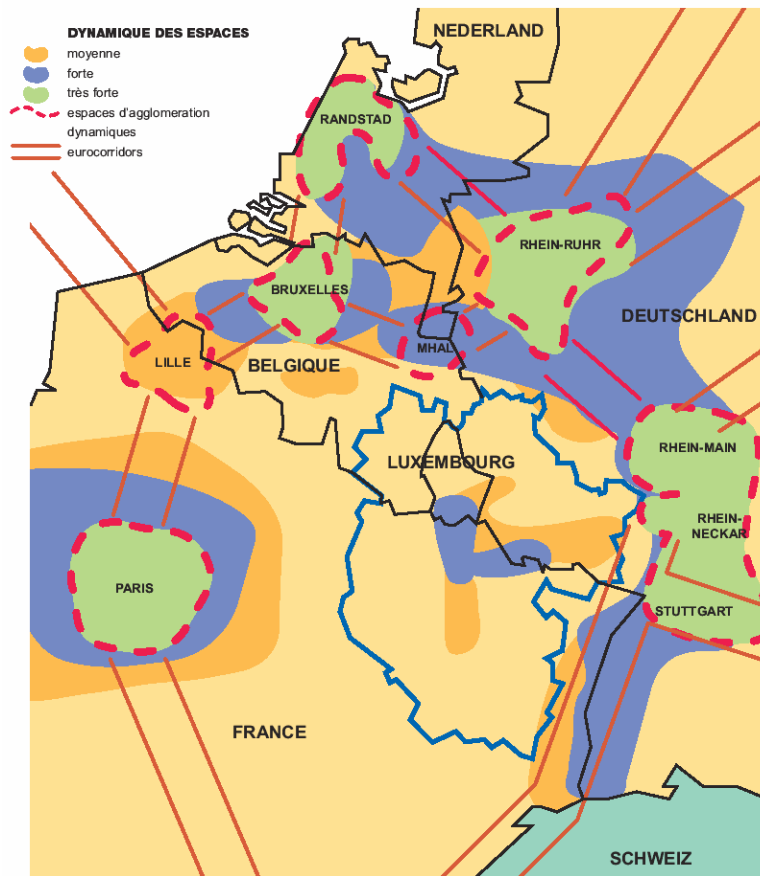 DYNAMIQUE DES ESPACES
moyenne
forte
très forte
espaces d'agglomeration
dynamiques
eurocorridors
NEDERLAND
RANDSTAD
RHEIN-RUHR
BRUXELLES
DEUTSCHLAND
MHAL
LILLE
BELGIQUE
RHEIN-MAIN
LUXEMBOURG
RHEIN-
NECKAR
PARIS
STUTTGART
FRANCE
SCHWEIZ